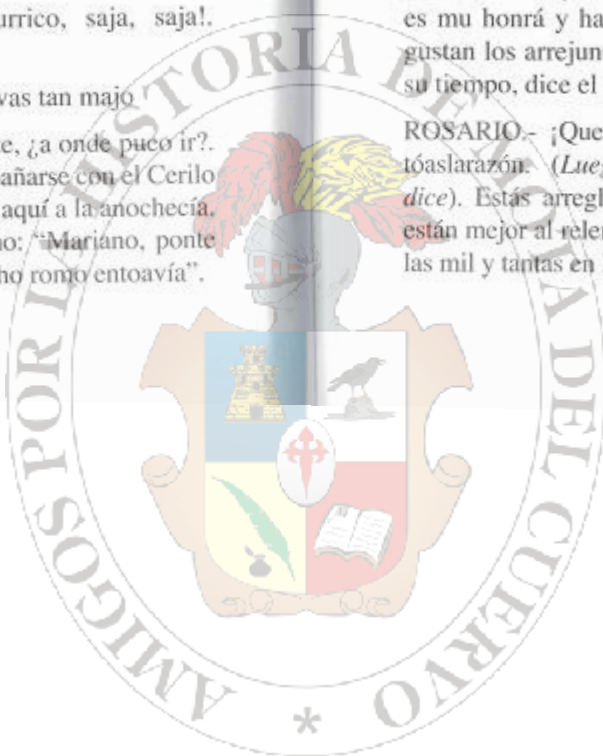 urrico, saja, saja!.
vas tan majo
e, ¿a onde puco ir?.
añarse con el Cerilo
aquí a la anochecía.
no: "Mariano, ponte
ho romo entoavía".
es mu honrá y ha
gustan los arrejun
su tiempo, dice el
ROSARIO.- ¡Que
tóaslarazón. (Lueg
dice). Estás arregl
están mejor al relen
las mil y tantas en
AMIGOS POR LA HISTORIA DEL CUERVO
*